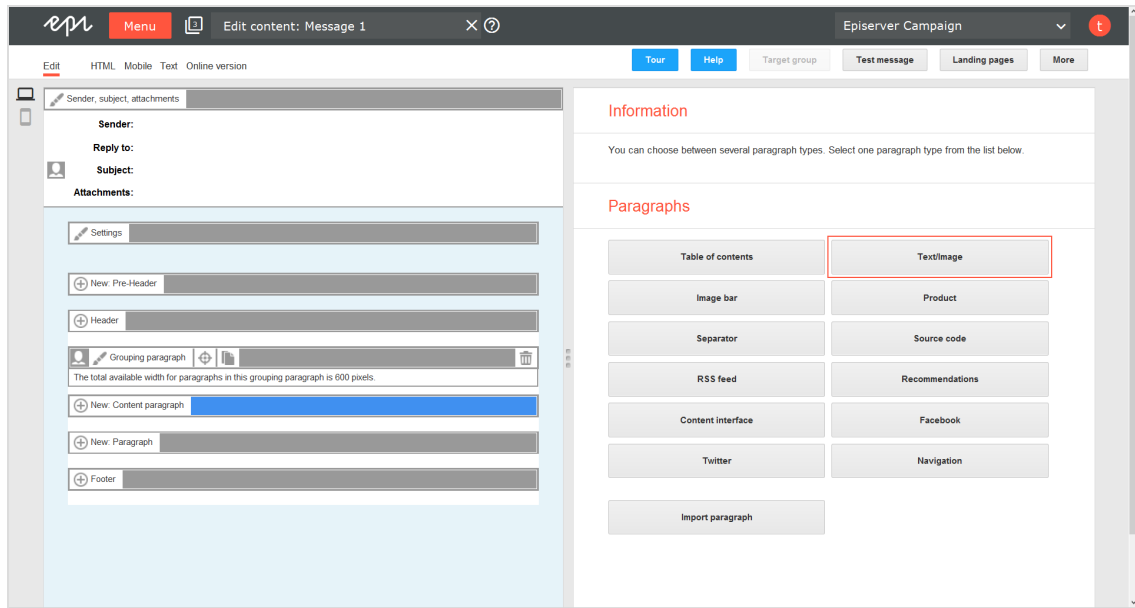 epi Menu 3 Edit content: Message 1 Episerver Campaign t
Edit HTML Mobile Text Online version Tour Help Target group Test message Landing pages More
Sender, subject, attachments
Sender:
Reply to:
Subject:
Attachments:
Settings
New: Pre-Header
Header
Grouping paragraph
The total available width for paragraphs in this grouping paragraph is 600 pixels.
New: Content paragraph
New: Paragraph
Footer
Information
You can choose between several paragraph types. Select one paragraph type from the list below.
Paragraphs
Table of contents Text/Image
Image bar Product
Separator Source code
RSS feed Recommendations
Content interface Facebook
Twitter Navigation
Import paragraph